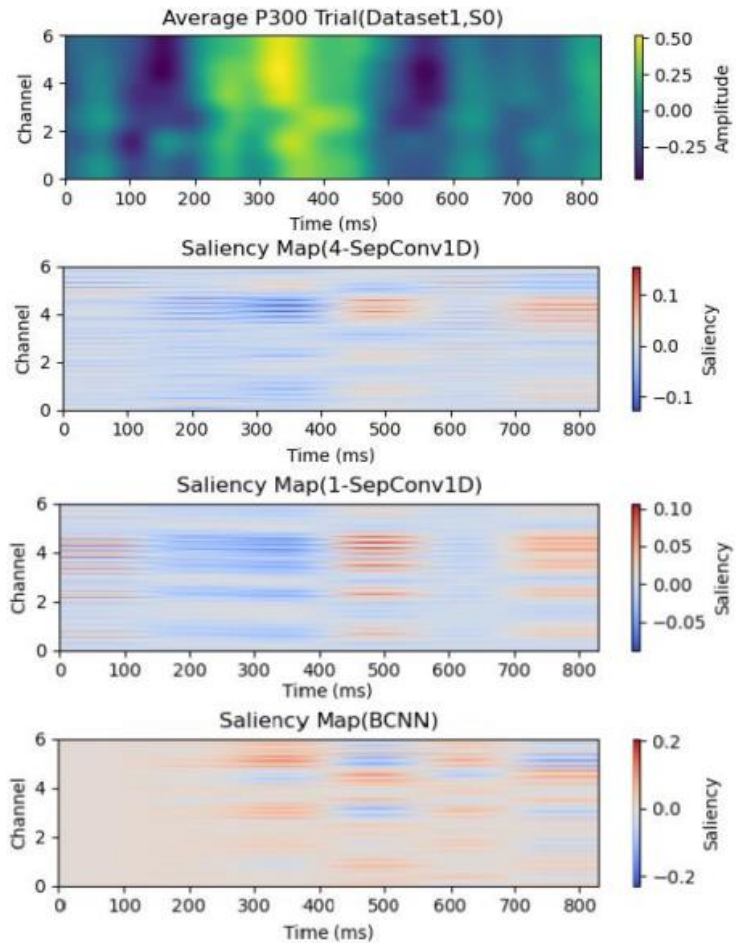 Average P300 Trial(Dataset1,S0)
6
4
2
0
Channel
0 100 200 300 400 500 600 700 800
Time (ms)
0.50
0.25
0.00
−0.25
Amplitude
Saliency Map(4-SepConv1D)
6
4
2
0
Channel
0 100 200 300 400 500 600 700 800
Time (ms)
0.1
0.0
−0.1
Saliency
Saliency Map(1-SepConv1D)
6
4
2
0
Channel
0 100 200 300 400 500 600 700 800
Time (ms)
0.10
0.05
0.00
−0.05
Saliency
Saliency Map(BCNN)
6
4
2
0
Channel
0 100 200 300 400 500 600 700 800
Time (ms)
0.2
0.0
−0.2
Saliency